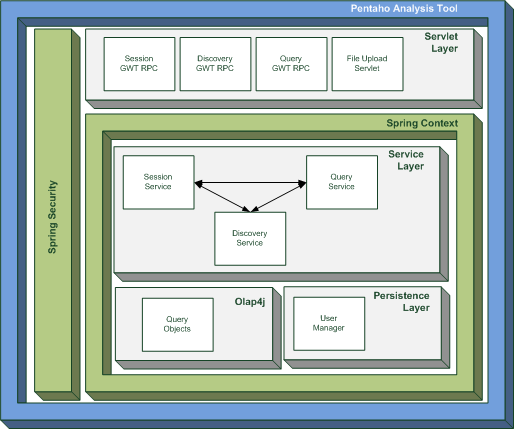 Pentaho Analysis Tool
Servlet
Layer
Session
GWT RPC
Discovery
GWT RPC
Query
GWT RPC
File Upload
Servlet
Spring Security
Spring Context
Service
Layer
Session
Service
Query
Service
Discovery
Service
Olap4j
Query
Objects
Persistence
Layer
User
Manager